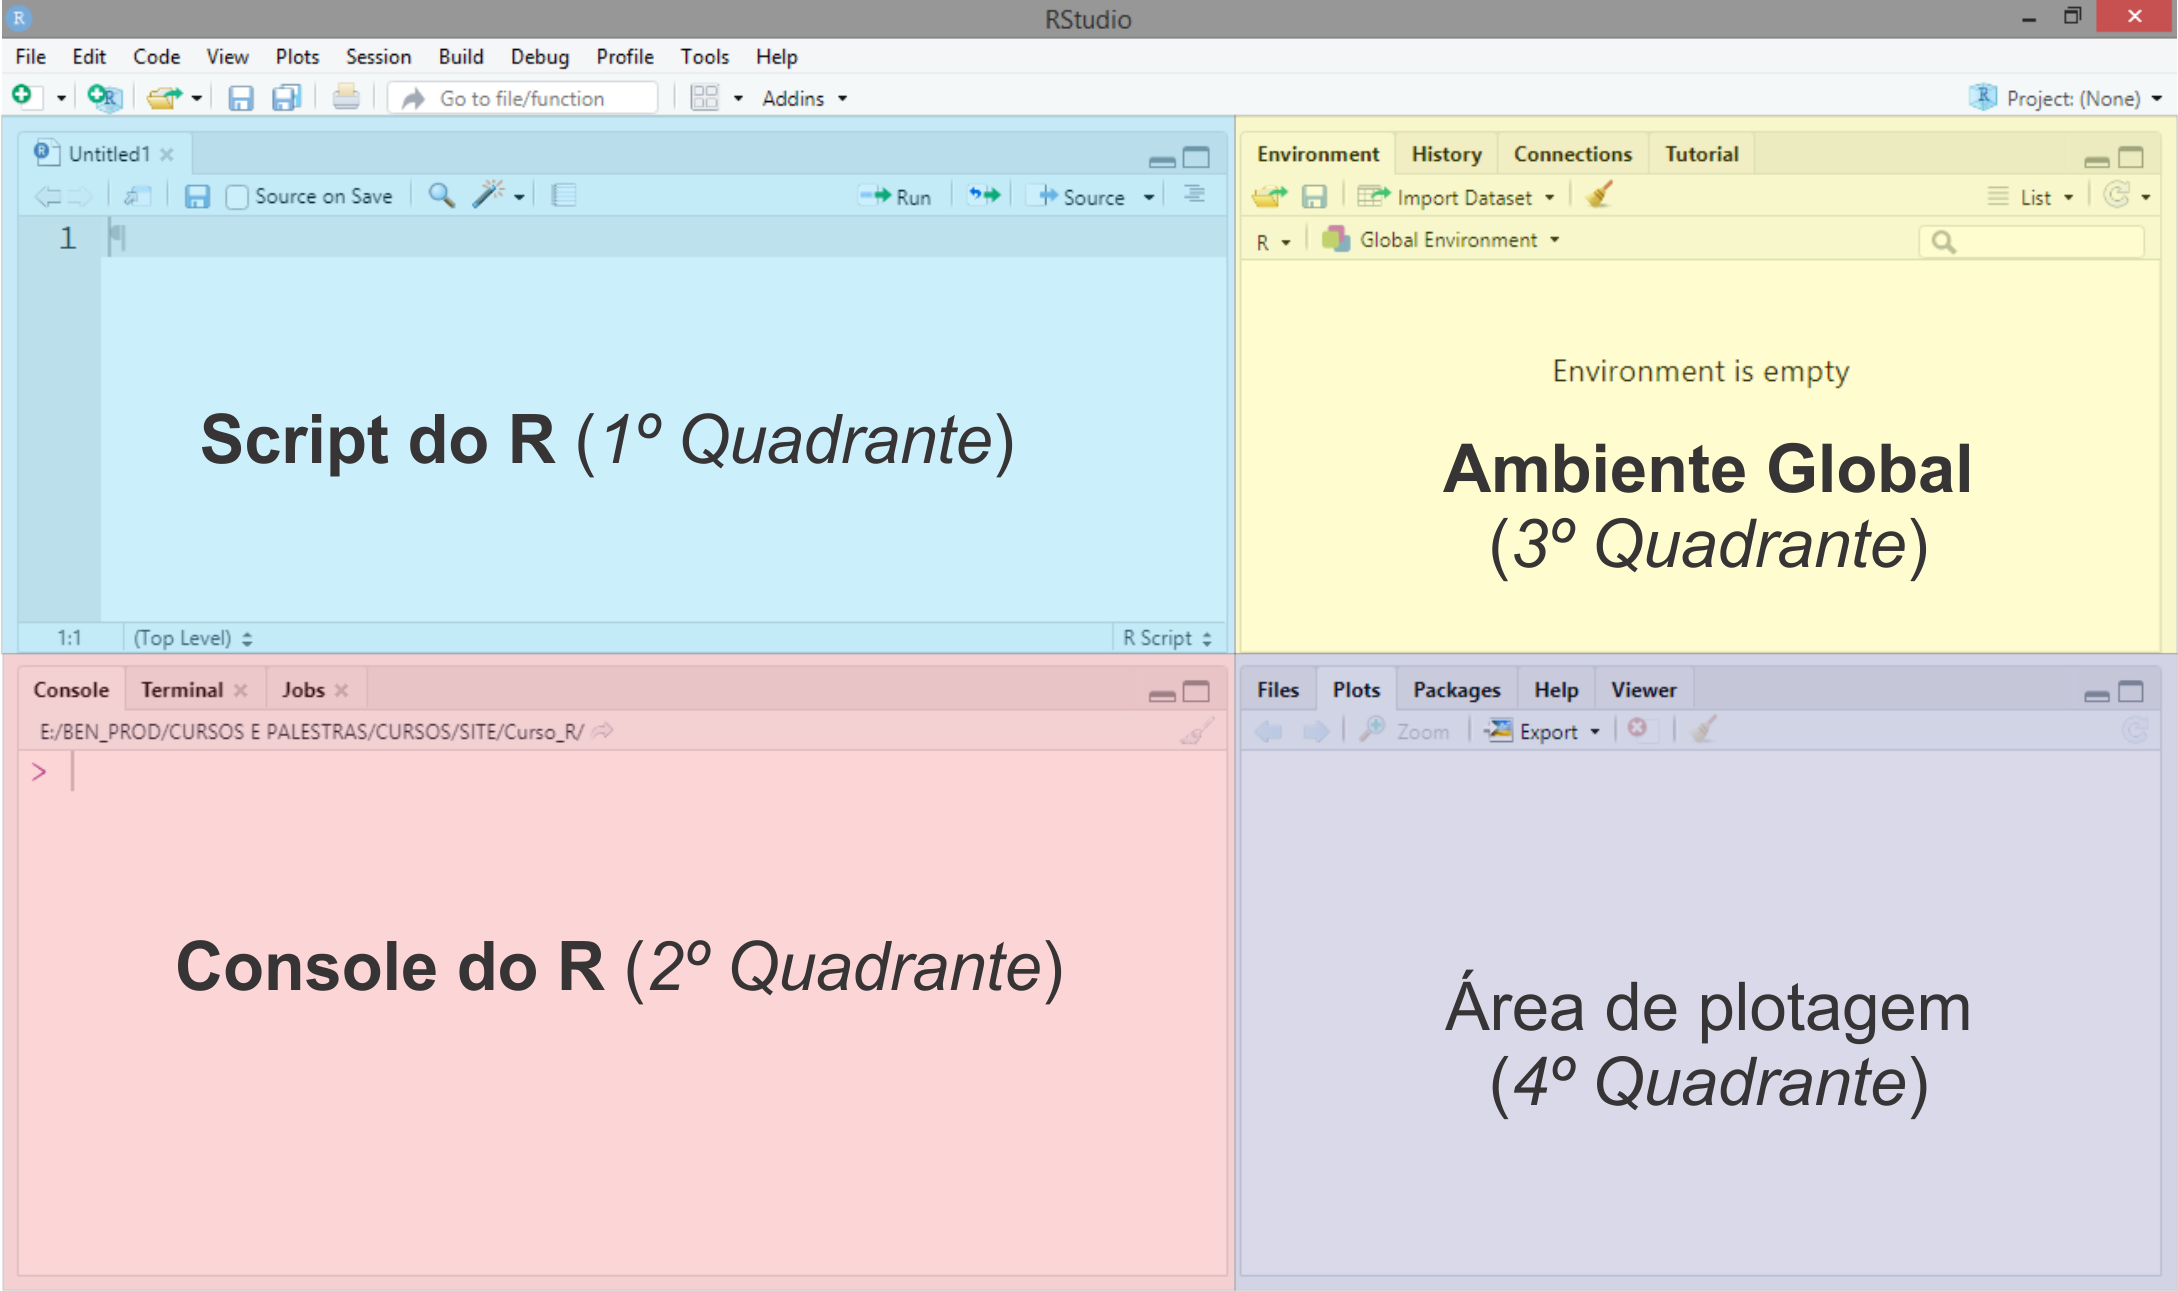 RStudio
File Edit Code View Plots Session Build Debug Profile Tools Help
Go to file/function Addins Project: (None)
Untitled1
Source on Save Run Source
1
Script do R (1º Quadrante)
1:1 (Top Level) R Script
Environment History Connections Tutorial
Import Dataset List
R Global Environment
Environment is empty
Ambiente Global
(3º Quadrante)
Console Terminal Jobs
E:/BEN_PROD/CURSOS E PALESTRAS/CURSOS/SITE/Curso_R/
>
Console do R (2º Quadrante)
Files Plots Packages Help Viewer
Zoom Export
Área de plotagem
(4º Quadrante)